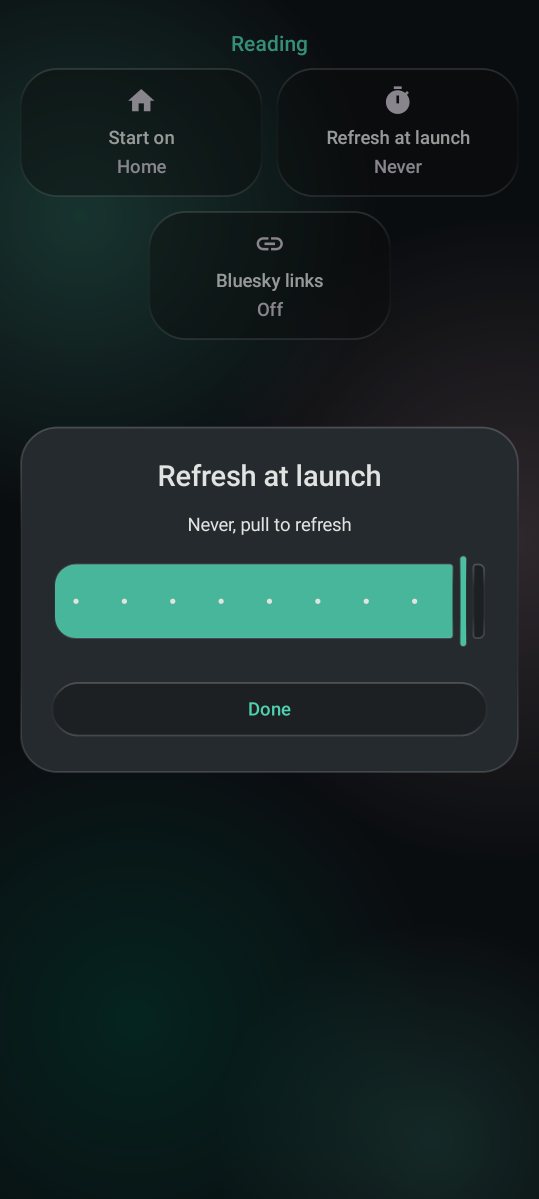 Reading
Start on
Home
Refresh at launch
Never
Bluesky links
Off
Refresh at launch
Never, pull to refresh
Done